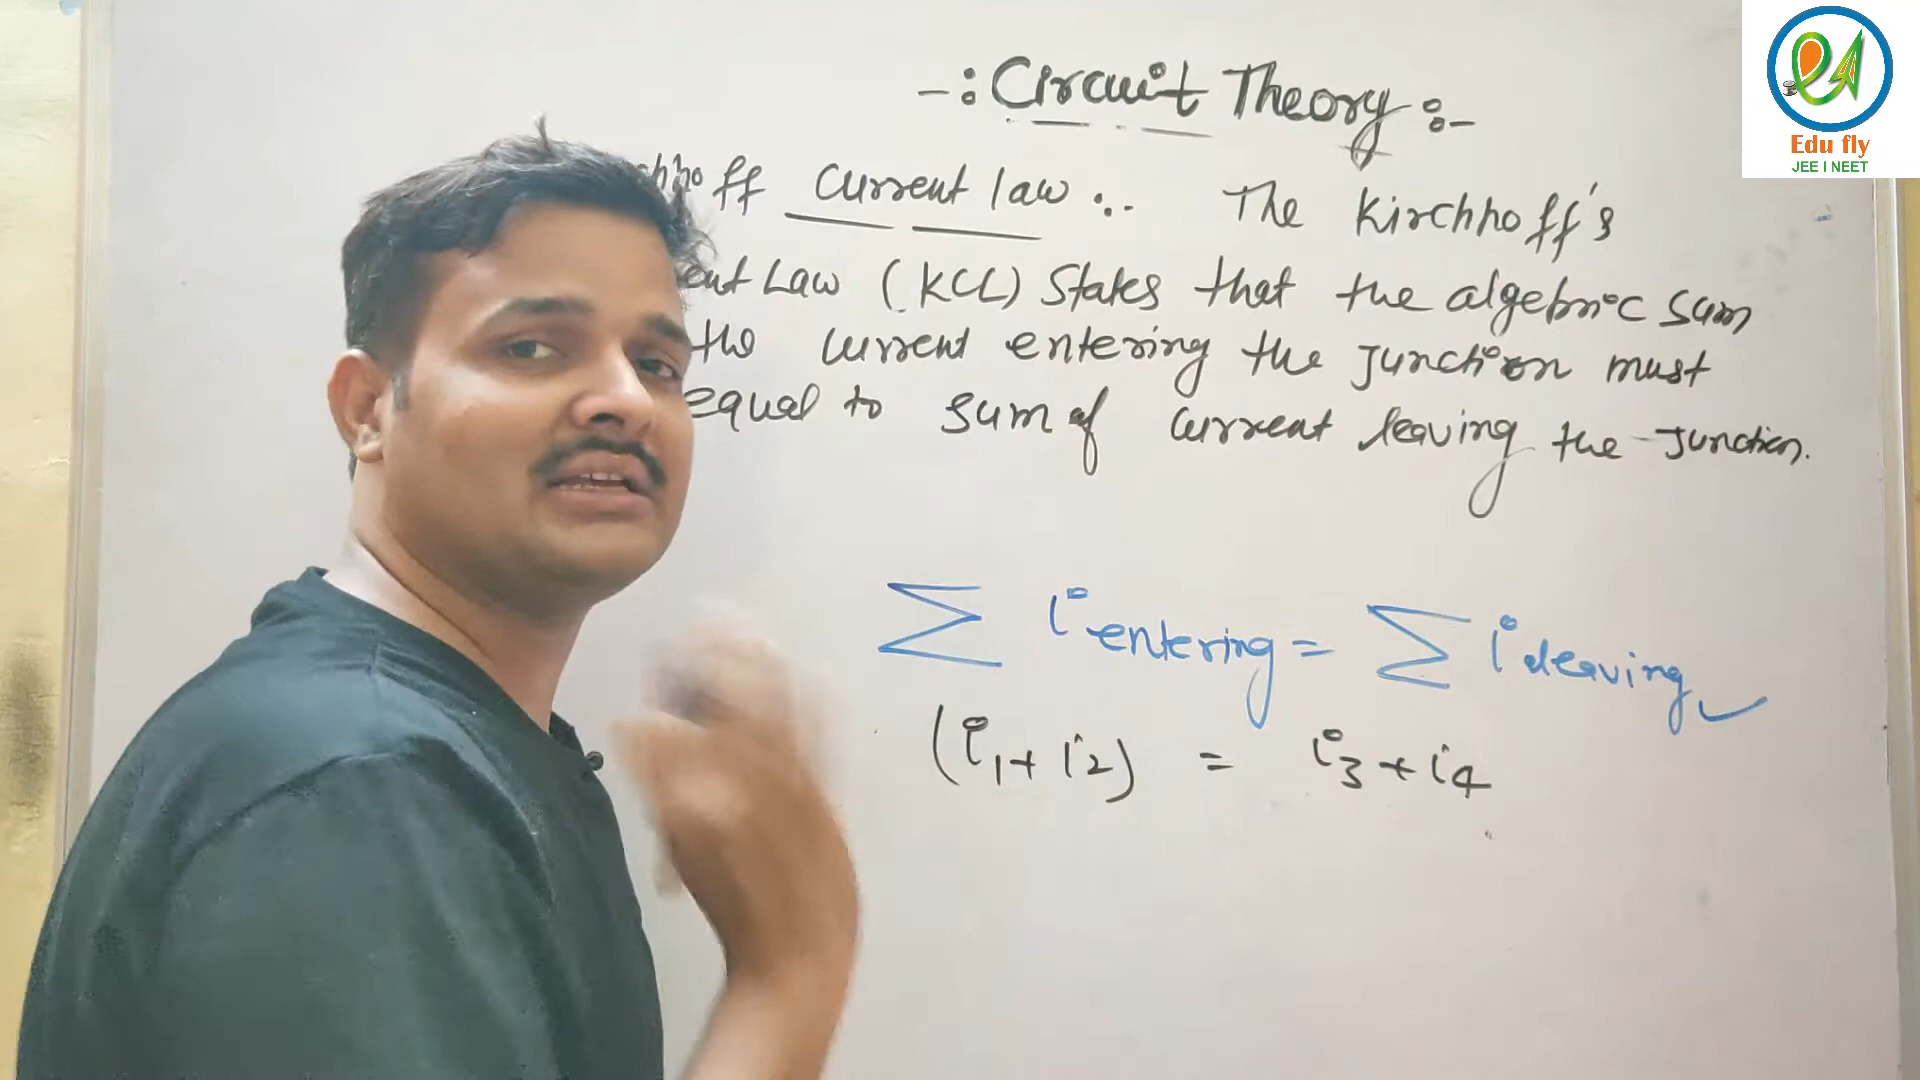 -: Circuit Theory :-
Current law :. The Kirchhoff's
Law (KCL) States that the algebric sum
the current entering the Junction must
equal to sum of current leaving the Junction.
∑ i entering = ∑ i leaving
(i1 + i2) = i3 + i4
Edu fly
JEE I NEET